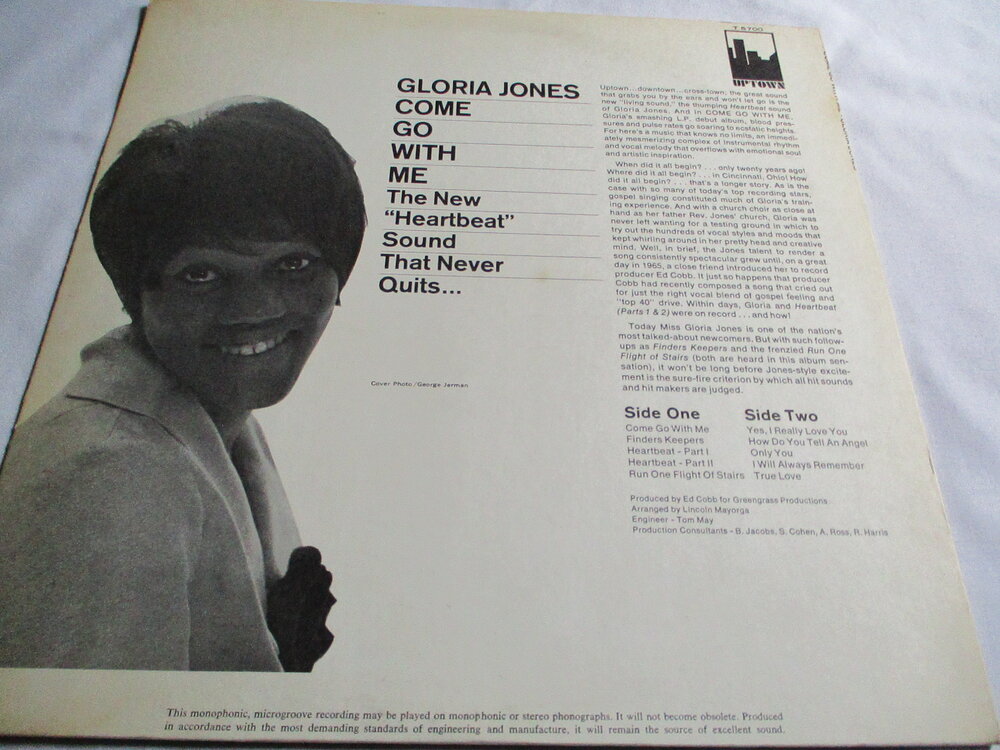 T 5700
UPTOWN
GLORIA JONES
COME
GO
WITH
ME
The New
“Heartbeat”
Sound
That Never
Quits...
Cover Photo/George Jerman
Uptown...downtown...cross-town; the great sound
that grabs you by the ears and won't let go is the
new "living sound," the thumping Heartbeat sound
of Gloria Jones. And in COME GO WITH ME,
Gloria's smashing L.P. debut album, blood pres-
sures and pulse rates go soaring to ecstatic heights.
For here's a music that knows no limits, an immedi-
ately mesmerizing complex of instrumental rhythm
and vocal melody that overflows with emotional soul
and artistic inspiration.
When did it all begin? ... only twenty years ago!
Where did it all begin? ... in Cincinnati, Ohio! How
did it all begin? ... that's a longer story. As is the
case with so many of today's top recording stars,
gospel singing constituted much of Gloria's train-
ing experience. And with a church choir as close at
hand as her father Rev. Jones' church, Gloria was
never left wanting for a testing ground in which to
try out the hundreds of vocal styles and moods that
kept whirling around in her pretty head and creative
mind. Well, in brief, the Jones talent to render a
song consistently spectacular grew until, on a great
day in 1965, a close friend introduced her to record
producer Ed Cobb. It just so happens that producer
Cobb had recently composed a song that cried out
for just the right vocal blend of gospel feeling and
"top 40" drive. Within days, Gloria and Heartbeat
(Parts 1 & 2) were on record ... and how!
Today Miss Gloria Jones is one of the nation's
most talked-about newcomers. But with such follow-
ups as Finders Keepers and the frenzied Run One
Flight of Stairs (both are heard in this album sen-
sation), it won't be long before Jones-style excite-
ment is the sure-fire criterion by which all hit sounds
and hit makers are judged.
Side One
Come Go With Me
Finders Keepers
Heartbeat - Part I
Heartbeat - Part II
Run One Flight Of Stairs
Side Two
Yes, I Really Love You
How Do You Tell An Angel
Only You
I Will Always Remember
True Love
Produced by Ed Cobb for Greengrass Productions
Arranged by Lincoln Mayorga
Engineer - Tom May
Production Consultants - B. Jacobs, S. Cohen, A. Ross, R. Harris
This monophonic, microgroove recording may be played on monophonic or stereo phonographs. It will not become obsolete. Produced
in accordance with the most demanding standards of engineering and manufacture, it will remain the source of excellent sound.